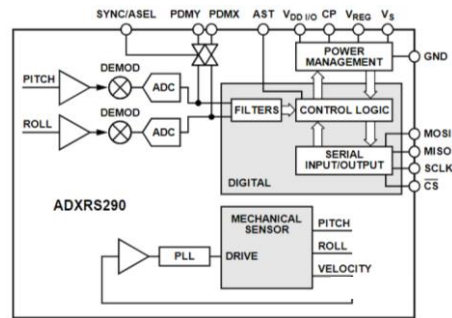 SYNC/ASEL PDMY PDMX AST VDD I/O CP VREG VS
POWER
MANAGEMENT
GND
PITCH
DEMOD
ADC
ROLL
DEMOD
ADC
FILTERS
CONTROL LOGIC
SERIAL
INPUT/OUTPUT
MOSI
MISO
SCLK
CS
DIGITAL
ADXRS290
MECHANICAL
SENSOR
PITCH
ROLL
VELOCITY
PLL
DRIVE